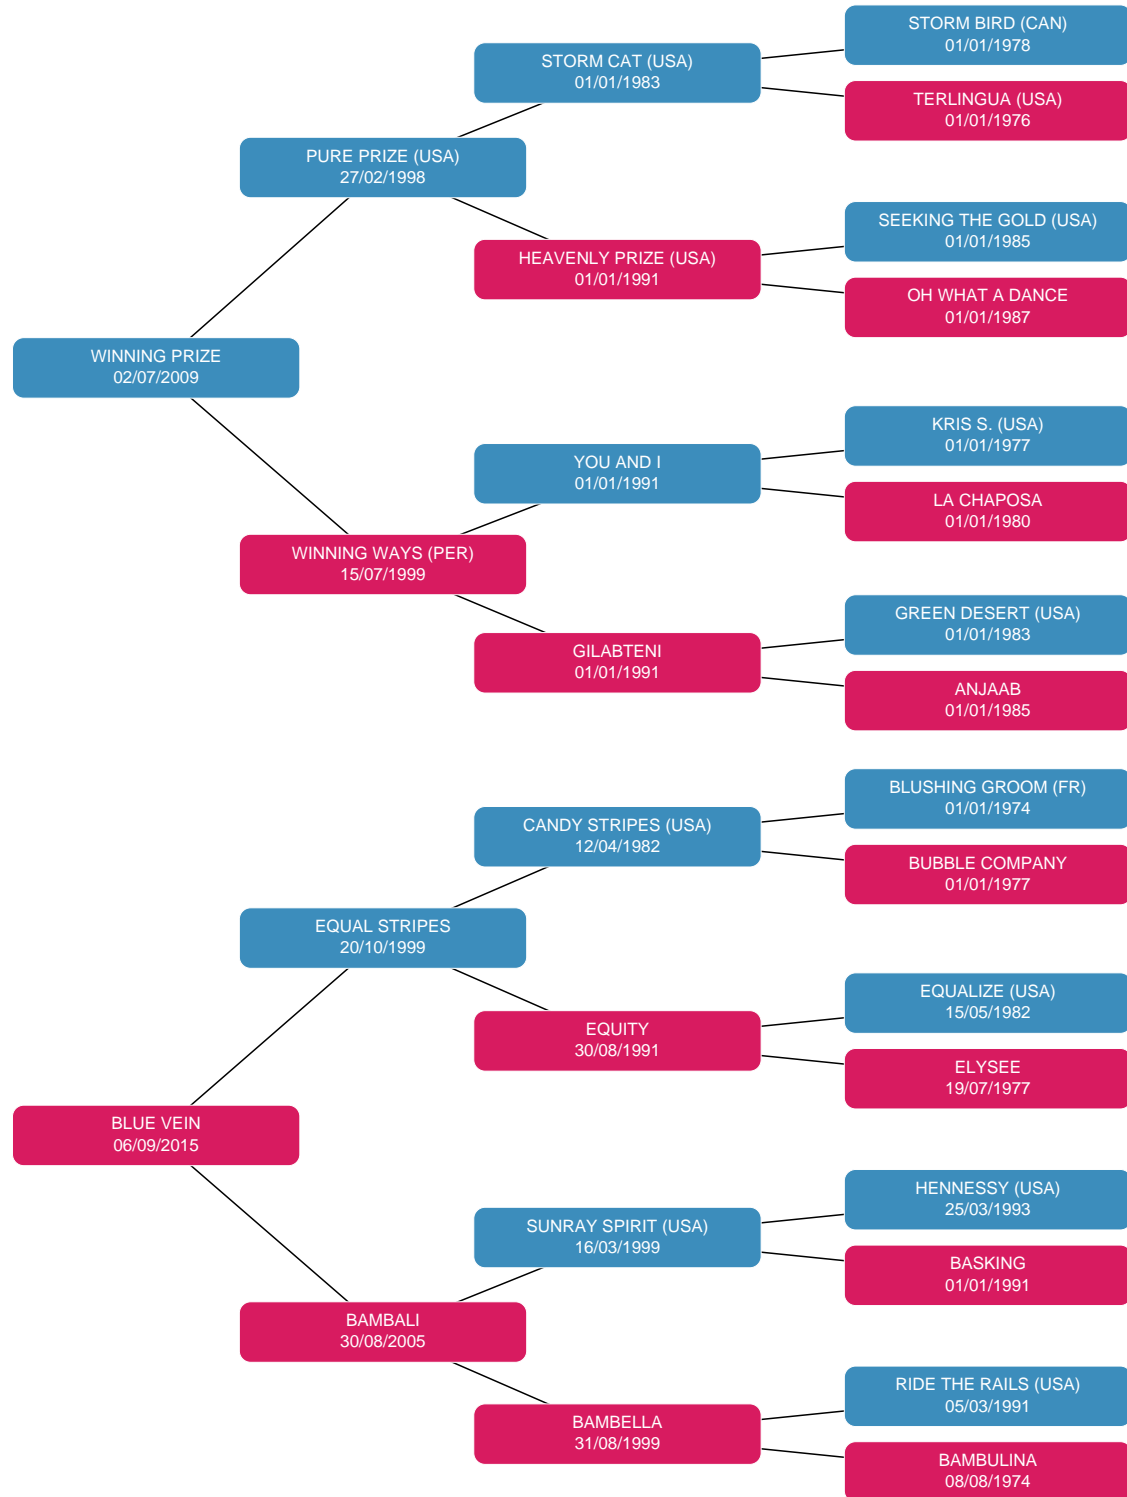 STORM BIRD (CAN)
01/01/1978
STORM CAT (USA)
01/01/1983
TERLINGUA (USA)
01/01/1976
PURE PRIZE (USA)
27/02/1998
SEEKING THE GOLD (USA)
01/01/1985
HEAVENLY PRIZE (USA)
01/01/1991
OH WHAT A DANCE
01/01/1987
WINNING PRIZE
02/07/2009
KRIS S. (USA)
01/01/1977
YOU AND I
01/01/1991
LA CHAPOSA
01/01/1980
WINNING WAYS (PER)
15/07/1999
GREEN DESERT (USA)
01/01/1983
GILABTENI
01/01/1991
ANJAAB
01/01/1985
BLUSHING GROOM (FR)
01/01/1974
CANDY STRIPES (USA)
12/04/1982
BUBBLE COMPANY
01/01/1977
EQUAL STRIPES
20/10/1999
EQUALIZE (USA)
15/05/1982
EQUITY
30/08/1991
ELYSEE
19/07/1977
BLUE VEIN
06/09/2015
HENNESSY (USA)
25/03/1993
SUNRAY SPIRIT (USA)
16/03/1999
BASKING
01/01/1991
BAMBALI
30/08/2005
RIDE THE RAILS (USA)
05/03/1991
BAMBELLA
31/08/1999
BAMBULINA
08/08/1974